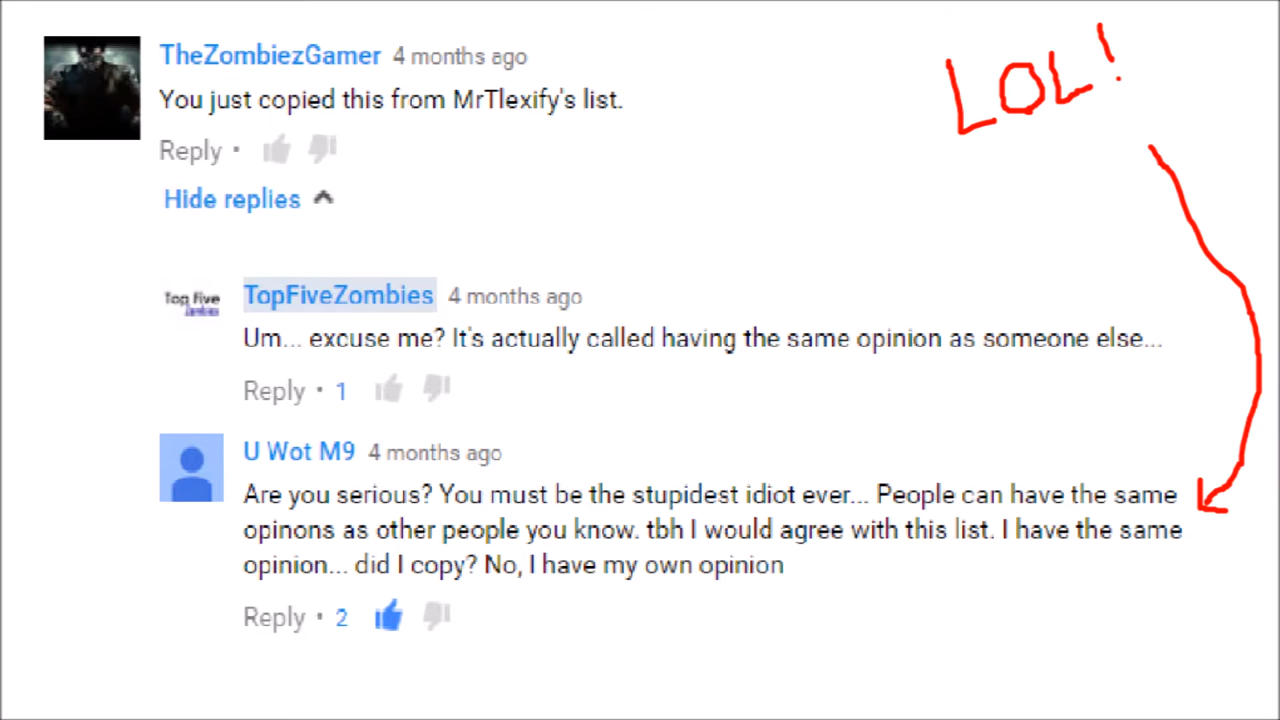 LOL!
TheZombiezGamer 4 months ago
You just copied this from MrTlexify's list.
Reply •
Hide replies
Top Five
Zombies
TopFiveZombies 4 months ago
Um... excuse me? It's actually called having the same opinion as someone else...
Reply • 1
U Wot M9 4 months ago
Are you serious? You must be the stupidest idiot ever... People can have the same
opinons as other people you know. tbh I would agree with this list. I have the same
opinion... did I copy? No, I have my own opinion
Reply • 2